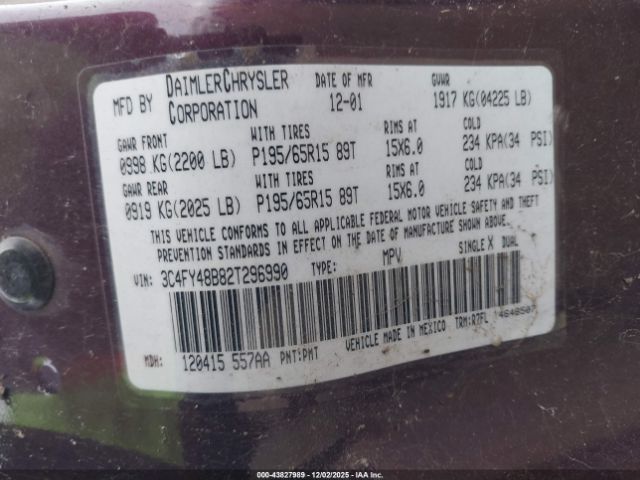 MFD BY DAIMLERCHRYSLER CORPORATION DATE OF MFR 12-01 GVWR 1917 KG(04225 LB)
GAWR FRONT WITH TIRES RIMS AT COLD
0998 KG(2200 LB) P195/65R15 89T 15X6.0 234 KPA(34 PSI)
GAWR REAR WITH TIRES RIMS AT COLD
0919 KG(2025 LB) P195/65R15 89T 15X6.0 234 KPA(34 PSI)
THIS VEHICLE CONFORMS TO ALL APPLICABLE FEDERAL MOTOR VEHICLE SAFETY AND THEFT
PREVENTION STANDARDS IN EFFECT ON THE DATE OF MANUFACTURE SHOWN ABOVE.
VIN: 3C4FY48B82T296990 TYPE: MPV SINGLE X DUAL
MDH: 120415 557AA PNT:PMT VEHICLE MADE IN MEXICO TRM:R7FL
© IAA-43827989 - 12/02/2025 - IAA Holdings, LLC